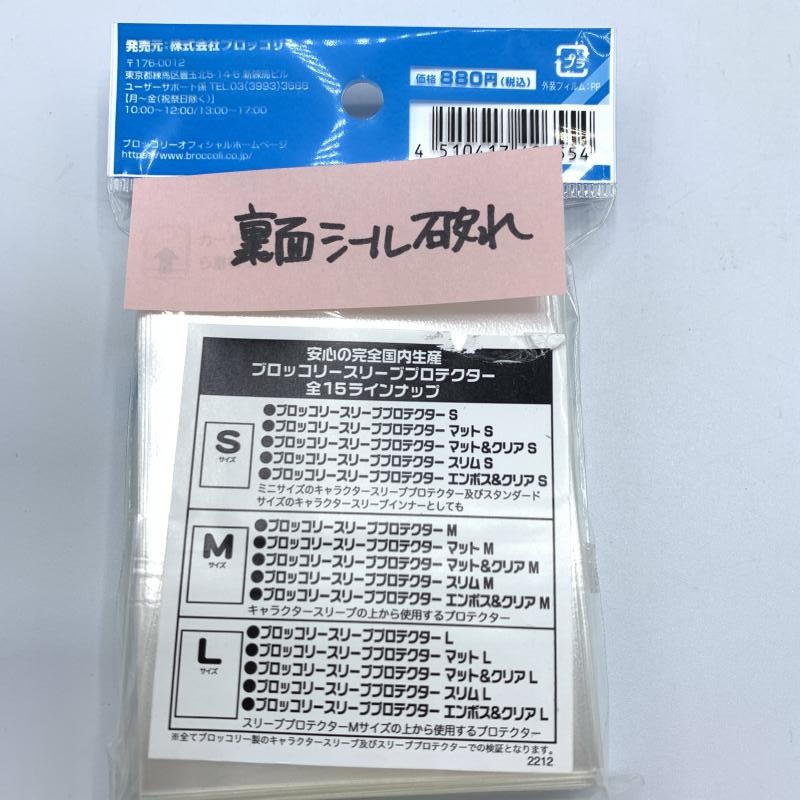 発売元:株式会社ブロッコリー
〒176-0012
東京都練馬区豊玉北5-14-6 新練馬ビル
ユーザーサポート係 TEL.03(3993)3668
【月~金(祝祭日除く)】
10:00~12:00/13:00~17:00
ブロッコリーオフィシャルホームページ
https://www.broccoli.co.jp/
価格 880円(税込)
プラ
外装フィルム:PP
4 510417
554
裏面シール破れ
安心の完全国内生産
ブロッコリースリーブプロテクター
全15ラインナップ
S
サイズ
●ブロッコリースリーブプロテクター S
●ブロッコリースリーブプロテクター マット S
●ブロッコリースリーブプロテクター マット&クリア S
●ブロッコリースリーブプロテクター スリム S
●ブロッコリースリーブプロテクター エンボス&クリア S
ミニサイズのキャラクタースリーブプロテクター及びスタンダード
サイズのキャラクタースリーブインナーとしても
M
サイズ
●ブロッコリースリーブプロテクター M
●ブロッコリースリーブプロテクター マット M
●ブロッコリースリーブプロテクター マット&クリア M
●ブロッコリースリーブプロテクター スリム M
●ブロッコリースリーブプロテクター エンボス&クリア M
キャラクタースリーブの上から使用するプロテクター
L
サイズ
●ブロッコリースリーブプロテクター L
●ブロッコリースリーブプロテクター マット L
●ブロッコリースリーブプロテクター マット&クリア L
●ブロッコリースリーブプロテクター スリム L
●ブロッコリースリーブプロテクター エンボス&クリア L
スリーブプロテクターMサイズの上から使用するプロテクター
※全てブロッコリー製のキャラクタースリーブ及びスリーブプロテクターでの検証となります。
2212